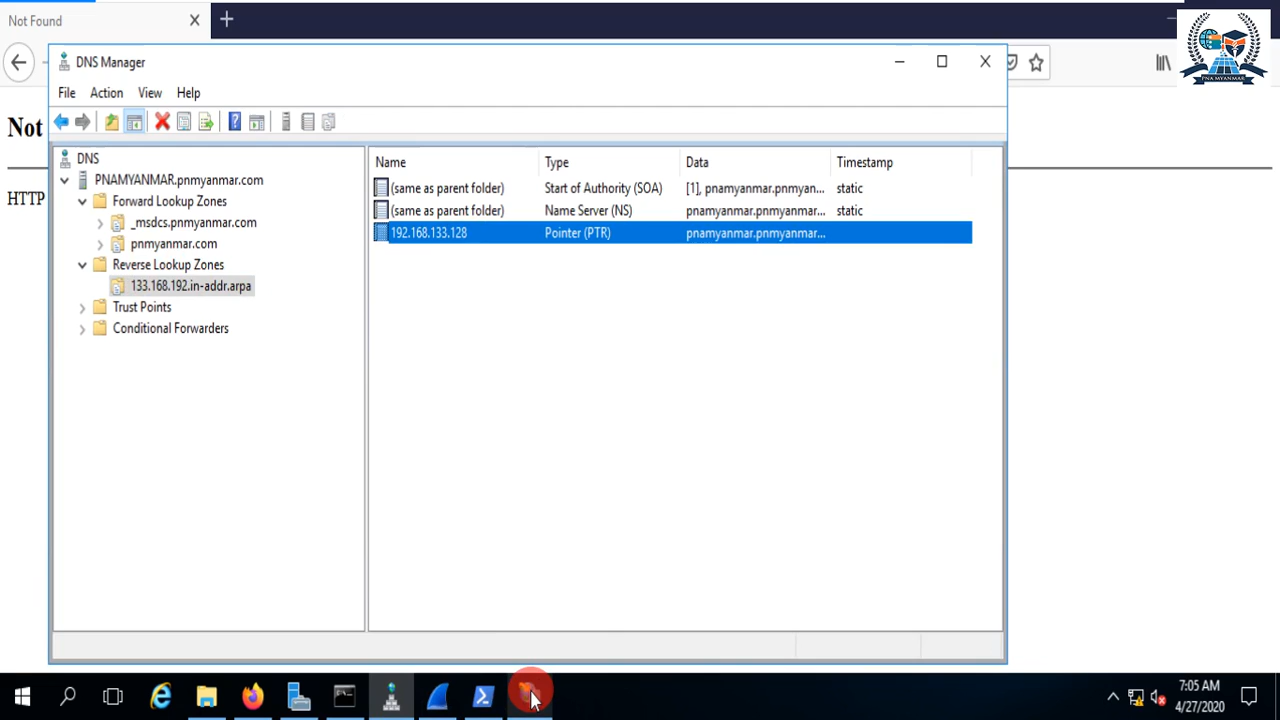 Not Found
PNA MYANMAR
DNS Manager
File Action View Help
Not
HTTP
DNS
PNAMYANMAR.pnmyanmar.com
Forward Lookup Zones
_msdcs.pnmyanmar.com
pnmyanmar.com
Reverse Lookup Zones
133.168.192.in-addr.arpa
Trust Points
Conditional Forwarders
Name Type Data Timestamp
(same as parent folder) Start of Authority (SOA) [1], pnamyanmar.pnmyan... static
(same as parent folder) Name Server (NS) pnamyanmar.pnmyanmar... static
192.168.133.128 Pointer (PTR) pnamyanmar.pnmyanmar...
7:05 AM
4/27/2020